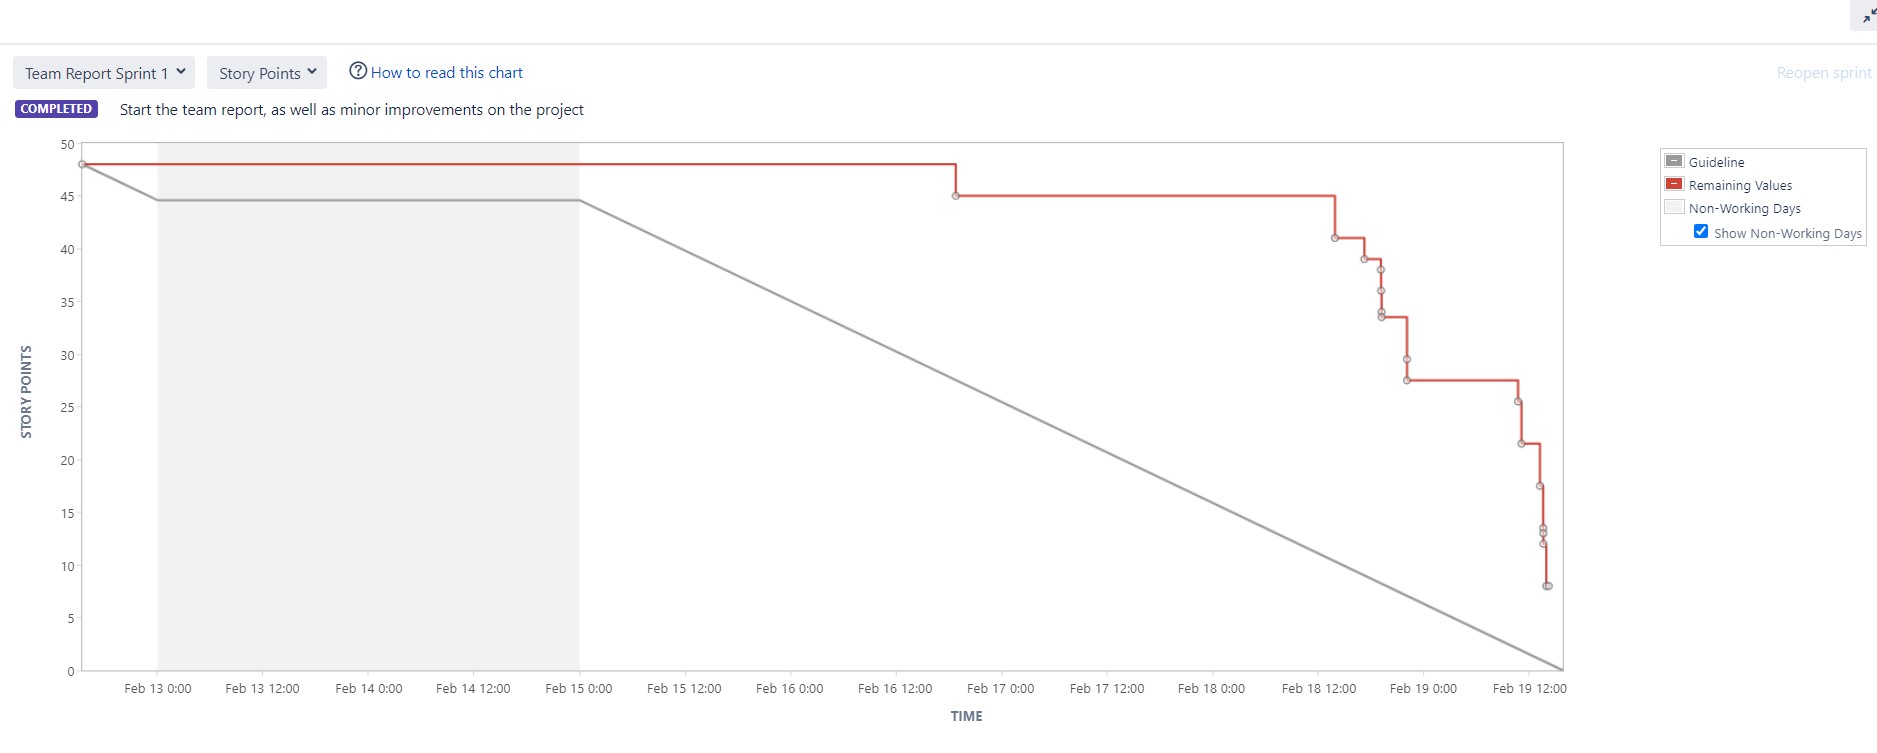 Team Report Sprint 1
Story Points
How to read this chart
Reopen sprint
COMPLETED
Start the team report, as well as minor improvements on the project
50
45
40
35
30
25
20
15
10
5
0
STORY POINTS
Feb 13 0:00
Feb 13 12:00
Feb 14 0:00
Feb 14 12:00
Feb 15 0:00
Feb 15 12:00
Feb 16 0:00
Feb 16 12:00
Feb 17 0:00
Feb 17 12:00
Feb 18 0:00
Feb 18 12:00
Feb 19 0:00
Feb 19 12:00
TIME
Guideline
Remaining Values
Non-Working Days
Show Non-Working Days